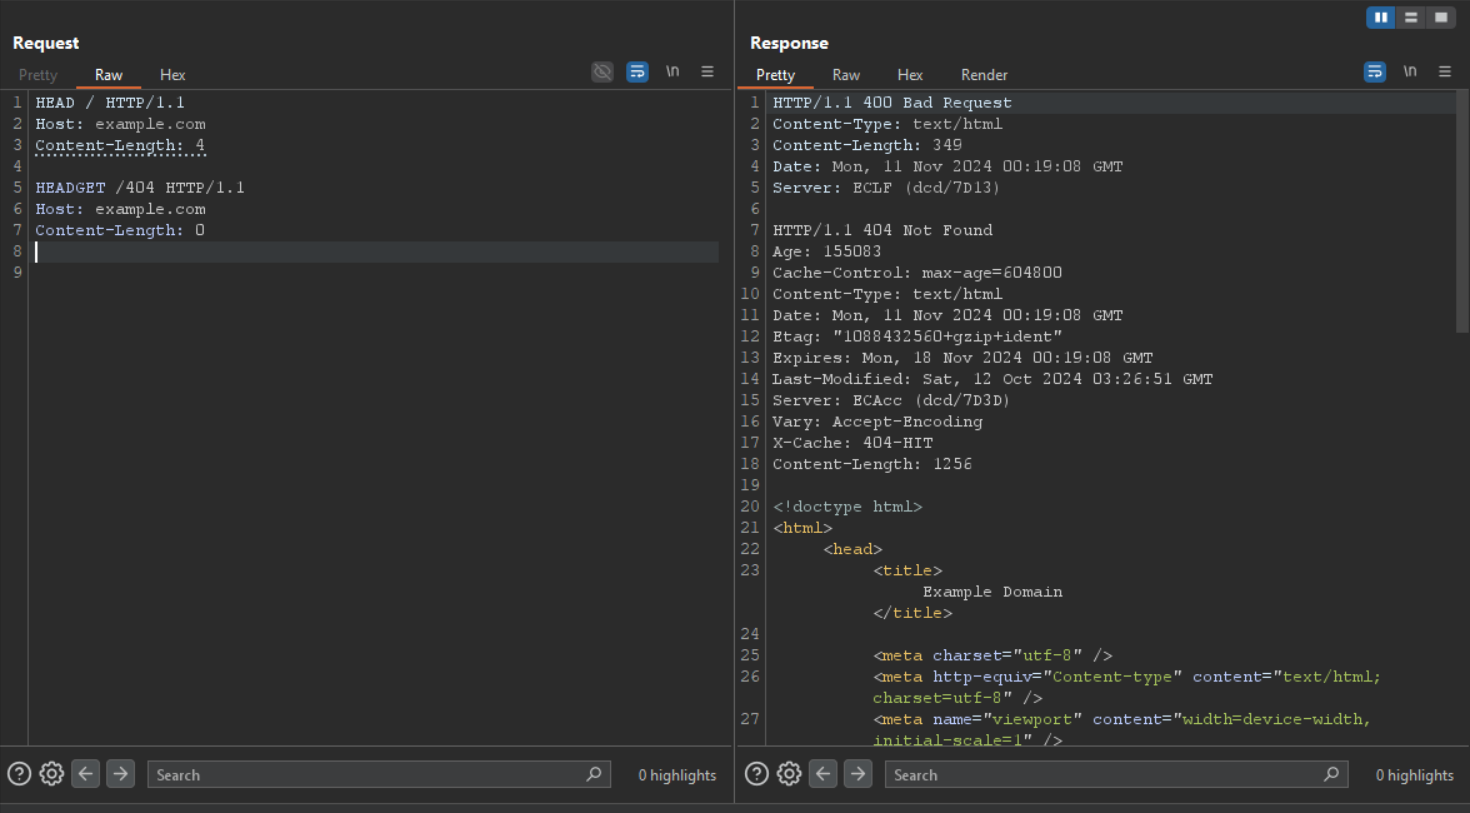 Request
Pretty Raw Hex
\n
1 HEAD / HTTP/1.1
2 Host: example.com
3 Content-Length: 4
4
5 HEADGET /404 HTTP/1.1
6 Host: example.com
7 Content-Length: 0
8
9
Search
0 highlights
Response
Pretty Raw Hex Render
\n
1 HTTP/1.1 400 Bad Request
2 Content-Type: text/html
3 Content-Length: 349
4 Date: Mon, 11 Nov 2024 00:19:08 GMT
5 Server: ECLF (dcd/7D13)
6
7 HTTP/1.1 404 Not Found
8 Age: 155083
9 Cache-Control: max-age=604800
10 Content-Type: text/html
11 Date: Mon, 11 Nov 2024 00:19:08 GMT
12 Etag: "1088432560+gzip+ident"
13 Expires: Mon, 18 Nov 2024 00:19:08 GMT
14 Last-Modified: Sat, 12 Oct 2024 03:26:51 GMT
15 Server: ECAcc (dcd/7D3D)
16 Vary: Accept-Encoding
17 X-Cache: 404-HIT
18 Content-Length: 1256
19
20 <!doctype html>
21 <html>
22 <head>
23 <title>
Example Domain
</title>
24
25 <meta charset="utf-8" />
26 <meta http-equiv="Content-type" content="text/html;
charset=utf-8" />
27 <meta name="viewport" content="width=device-width,
initial-scale=1" />
Search
0 highlights